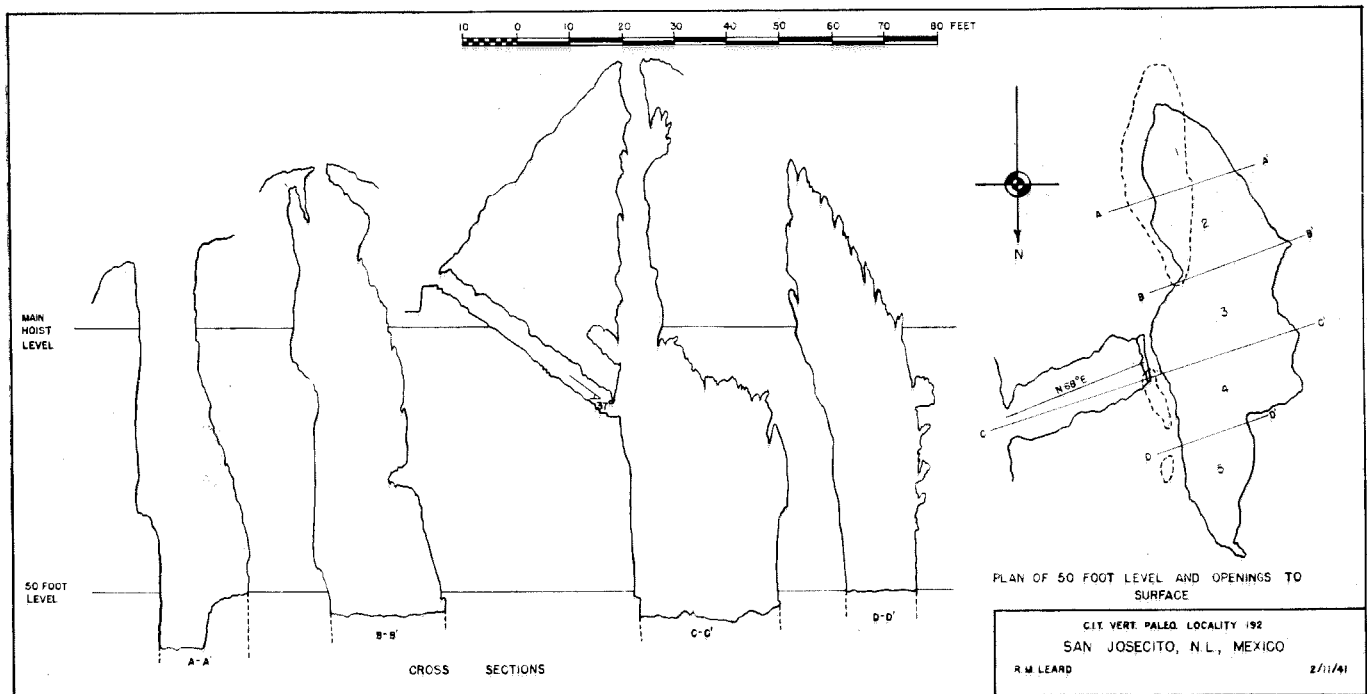 10 0 10 20 30 40 50 60 70 80 FEET
MAIN
HOIST
LEVEL
50 FOOT
LEVEL
37°
A-A'
B-B'
C-C'
D-D'
CROSS SECTIONS
N
1
A'
A
2
B'
B
3
C'
N 68° E
4
C
D'
D
5
PLAN OF 50 FOOT LEVEL AND OPENINGS TO
SURFACE
C.I.T. VERT. PALEO. LOCALITY 192
SAN JOSECITO, N.L., MEXICO
R.M. LEARD 2/11/41